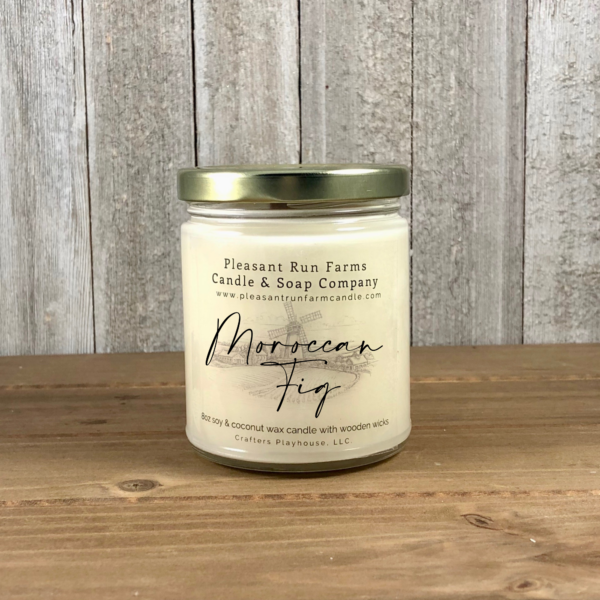 Pleasant Run Farms
Candle & Soap Company
www.pleasantrunfarmcandle.com
Moroccan
Fig
8oz soy & coconut wax candle with wooden wicks
Crafters Playhouse, LLC.